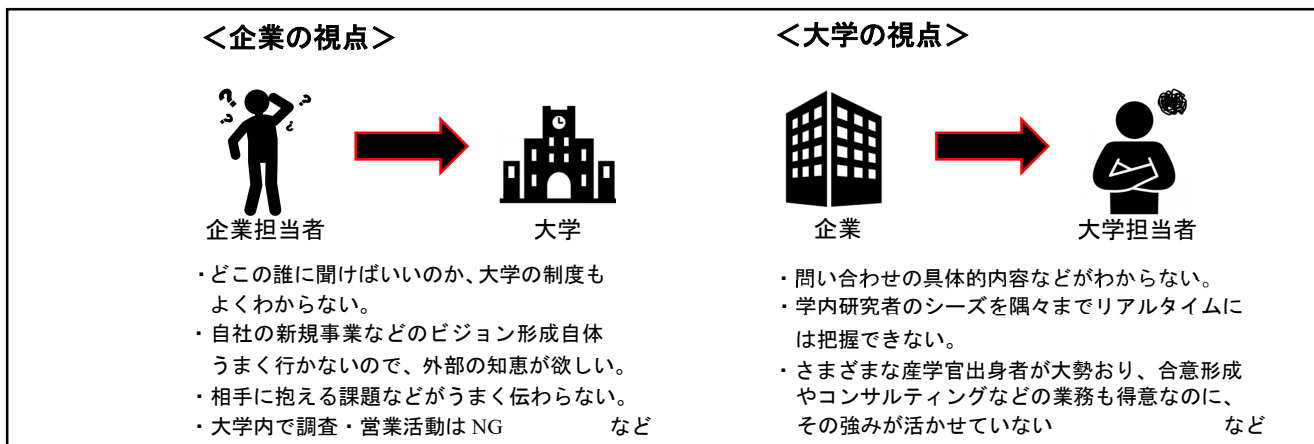 ＜企業の視点＞
企業担当者
大学
・どこの誰に聞けばいいのか、大学の制度も
よくわからない。
・自社の新規事業などのビジョン形成自体
うまく行かないので、外部の知恵が欲しい。
・相手に抱える課題などがうまく伝わらない。
・大学内で調査・営業活動は NG など
＜大学の視点＞
企業
大学担当者
・問い合わせの具体的内容などがわからない。
・学内研究者のシーズを隅々までリアルタイムに
は把握できない。
・さまざまな産学官出身者が大勢おり、合意形成
やコンサルティングなどの業務も得意なのに、
その強みが活かせていない など